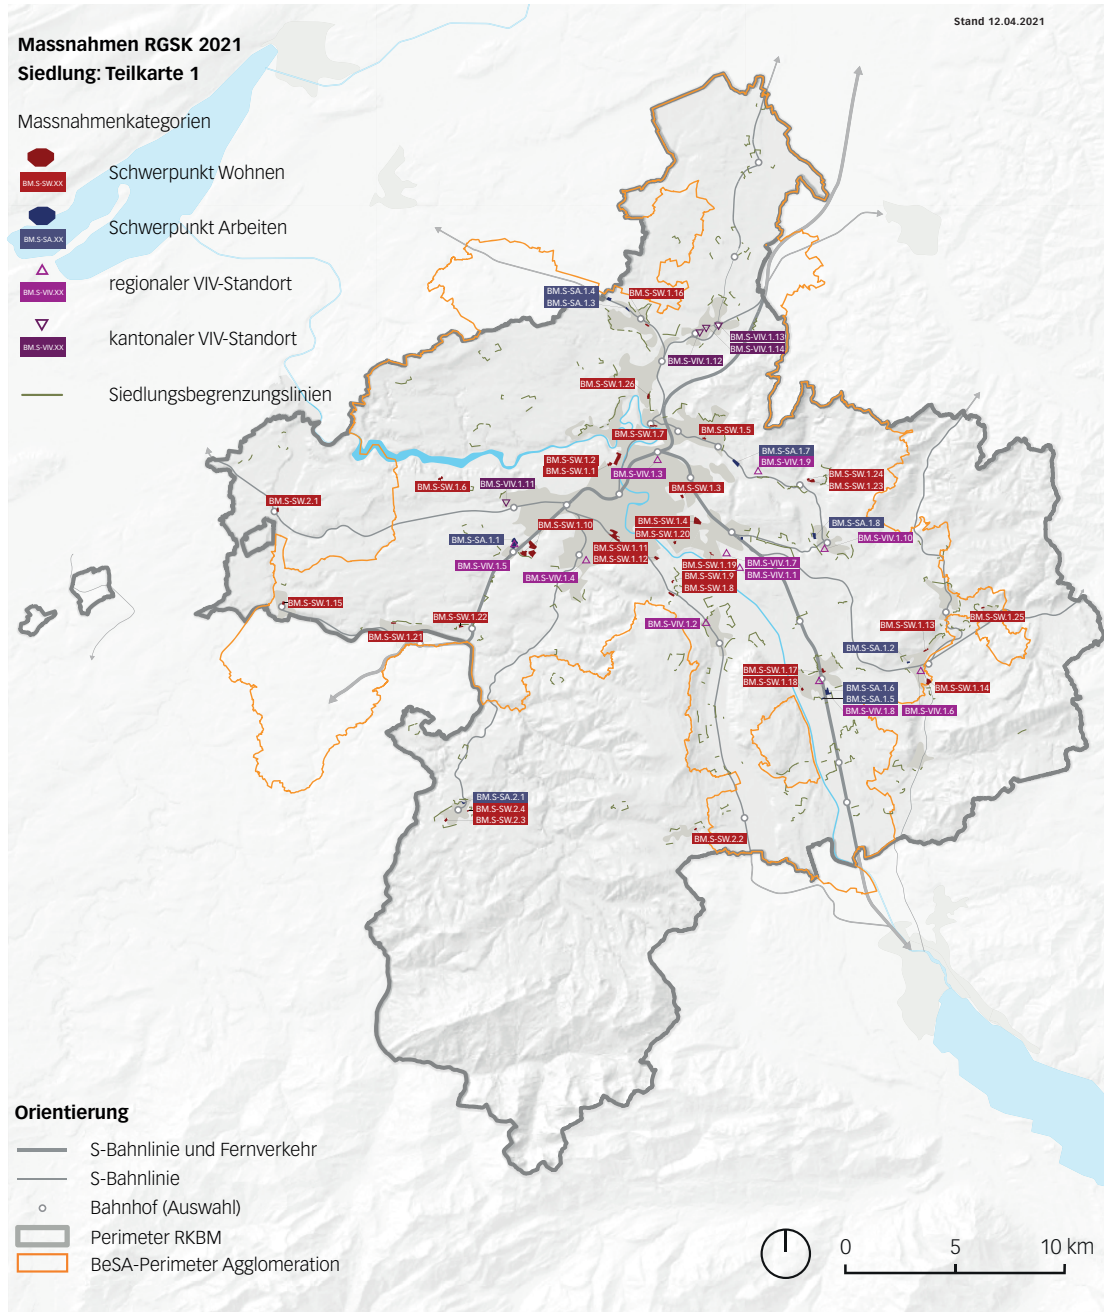 Stand 12.04.2021
Massnahmen RGSK 2021
Siedlung: Teilkarte 1
Massnahmenkategorien
BM.S-SW.XX
Schwerpunkt Wohnen
BM.S-SA.XX
Schwerpunkt Arbeiten
BM.S-VIV.XX
regionaler VIV-Standort
BM.S-VIV.XX
kantonaler VIV-Standort
Siedlungsbegrenzungslinien
BM.S-SA.1.4
BM.S-SA.1.3
BM.S-SW.1.16
BM.S-VIV.1.13
BM.S-VIV.1.14
BM.S-VIV.1.12
BM.S-SW.1.26
BM.S-SW.1.7
BM.S-SW.1.5
BM.S-SA.1.7
BM.S-VIV.1.9
BM.S-SW.1.2
BM.S-SW.1.1
BM.S-VIV.1.3
BM.S-SW.1.24
BM.S-SW.1.23
BM.S-SW.1.6
BM.S-VIV.1.11
BM.S-SW.1.3
BM.S-SW.2.1
BM.S-SW.1.10
BM.S-SW.1.4
BM.S-SW.1.20
BM.S-SA.1.8
BM.S-VIV.1.10
BM.S-SA.1.1
BM.S-SW.1.11
BM.S-SW.1.12
BM.S-VIV.1.5
BM.S-VIV.1.4
BM.S-SW.1.19
BM.S-SW.1.9
BM.S-SW.1.8
BM.S-VIV.1.7
BM.S-VIV.1.1
BM.S-SW.1.15
BM.S-SW.1.22
BM.S-SW.1.21
BM.S-VIV.1.2
BM.S-SW.1.13
BM.S-SW.1.25
BM.S-SA.1.2
BM.S-SW.1.17
BM.S-SW.1.18
BM.S-SA.1.6
BM.S-SA.1.5
BM.S-VIV.1.8
BM.S-SW.1.14
BM.S-VIV.1.6
BM.S-SA.2.1
BM.S-SW.2.4
BM.S-SW.2.3
BM.S-SW.2.2
Orientierung
S-Bahnlinie und Fernverkehr
S-Bahnlinie
Bahnhof (Auswahl)
Perimeter RKBM
BeSA-Perimeter Agglomeration
0 5 10 km